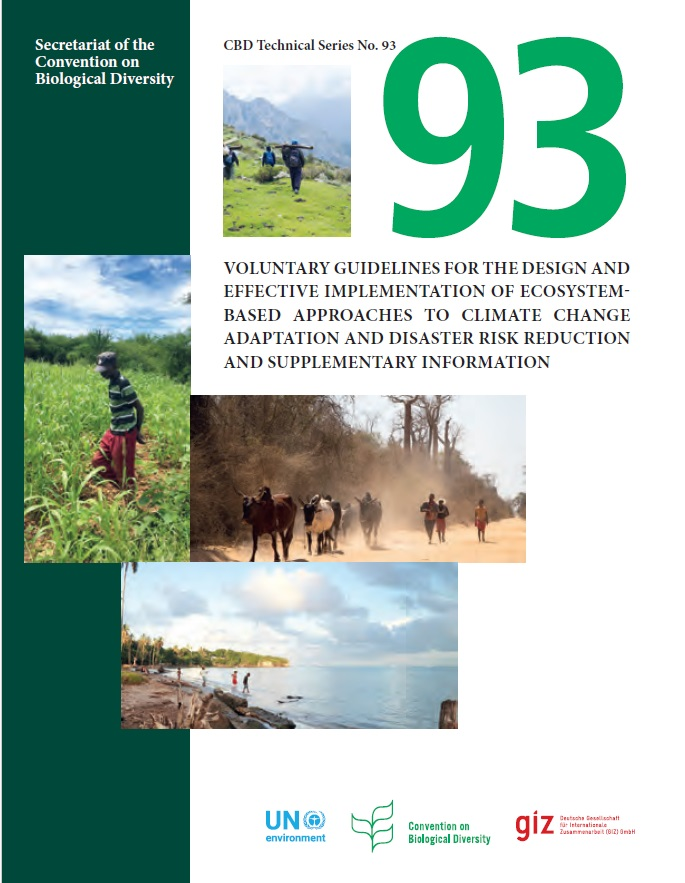 Secretariat of the
Convention on
Biological Diversity
CBD Technical Series No. 93
93
VOLUNTARY GUIDELINES FOR THE DESIGN AND
EFFECTIVE IMPLEMENTATION OF ECOSYSTEM-
BASED APPROACHES TO CLIMATE CHANGE
ADAPTATION AND DISASTER RISK REDUCTION
AND SUPPLEMENTARY INFORMATION
UN
environment
Convention on
Biological Diversity
giz
Deutsche Gesellschaft
für Internationale
Zusammenarbeit (GIZ) GmbH